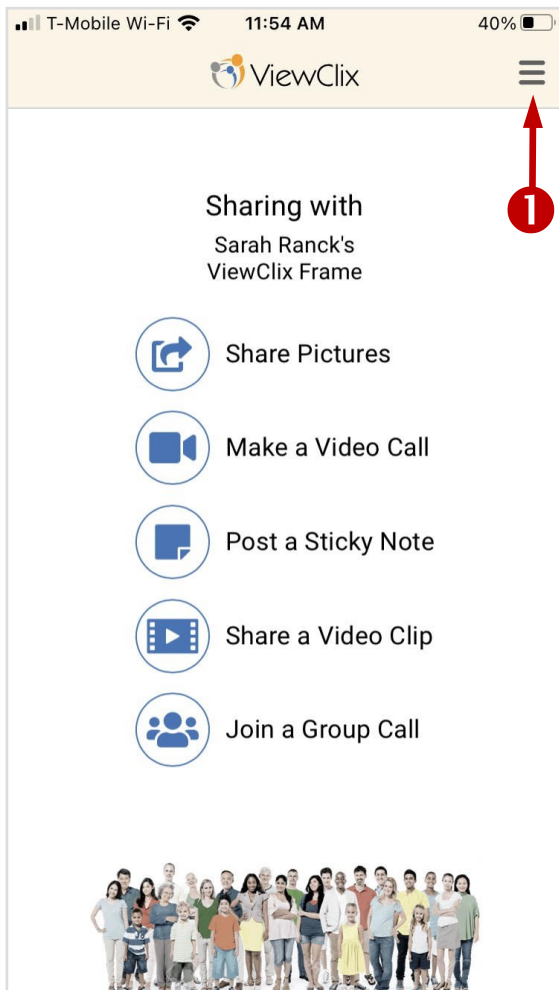 T-Mobile Wi-Fi 11:54 AM 40%
ViewClix
1
Sharing with
Sarah Ranck's
ViewClix Frame
Share Pictures
Make a Video Call
Post a Sticky Note
Share a Video Clip
Join a Group Call